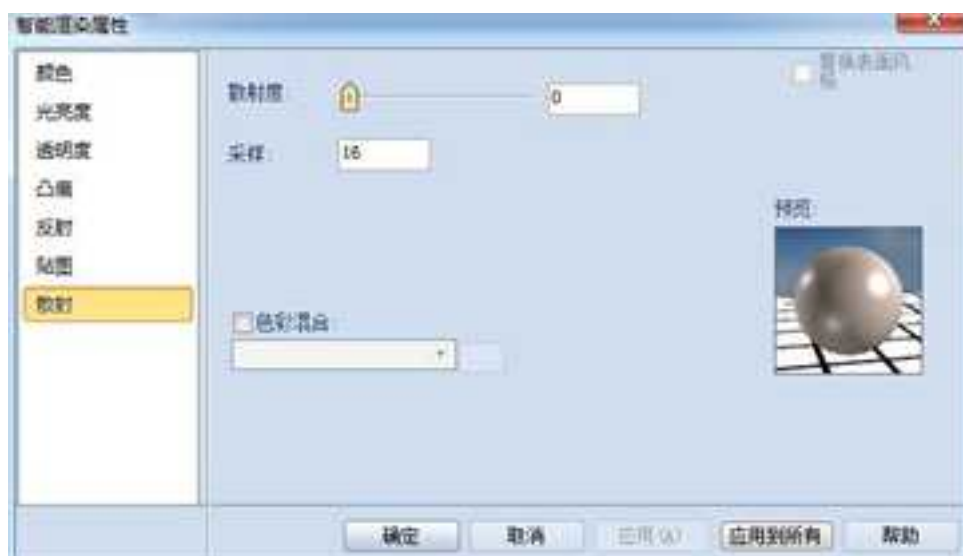 智能渲染属性
颜色
光亮度
透明度
凸痕
反射
贴图
散射
散射度
0
采样:
16
色彩混合
预览
确定
取消
应用(A)
应用到所有
帮助